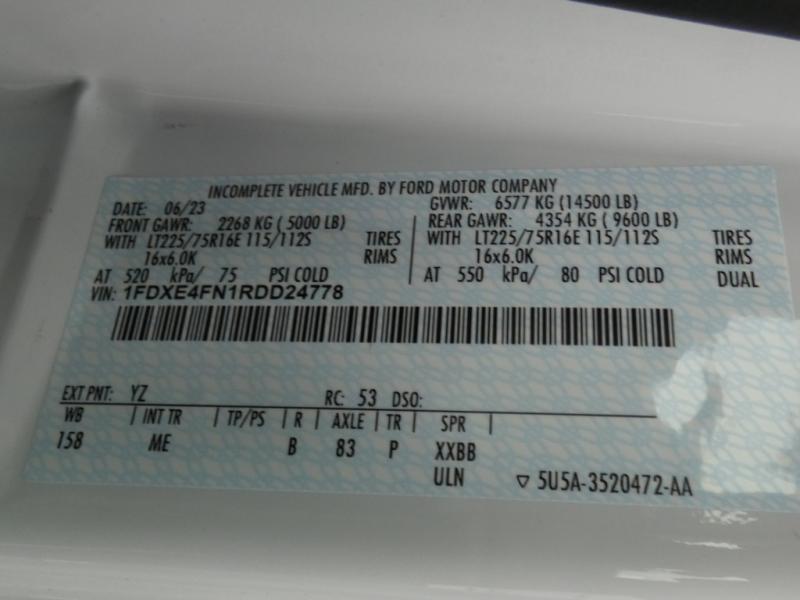 INCOMPLETE VEHICLE MFD. BY FORD MOTOR COMPANY
DATE: 06/23 GVWR: 6577 KG (14500 LB)
FRONT GAWR: 2268 KG ( 5000 LB) REAR GAWR: 4354 KG ( 9600 LB)
WITH LT225/75R16E 115/112S TIRES WITH LT225/75R16E 115/112S TIRES
16x6.0K RIMS 16x6.0K RIMS
AT 520 kPa/ 75 PSI COLD AT 550 kPa/ 80 PSI COLD DUAL
VIN: 1FDXE4FN1RDD24778
EXT PNT: YZ RC: 53 DSO:
WB | INT TR | TP/PS | R | AXLE | TR | SPR |
158 ME B 83 P XXBB
ULN ▽ 5U5A-3520472-AA